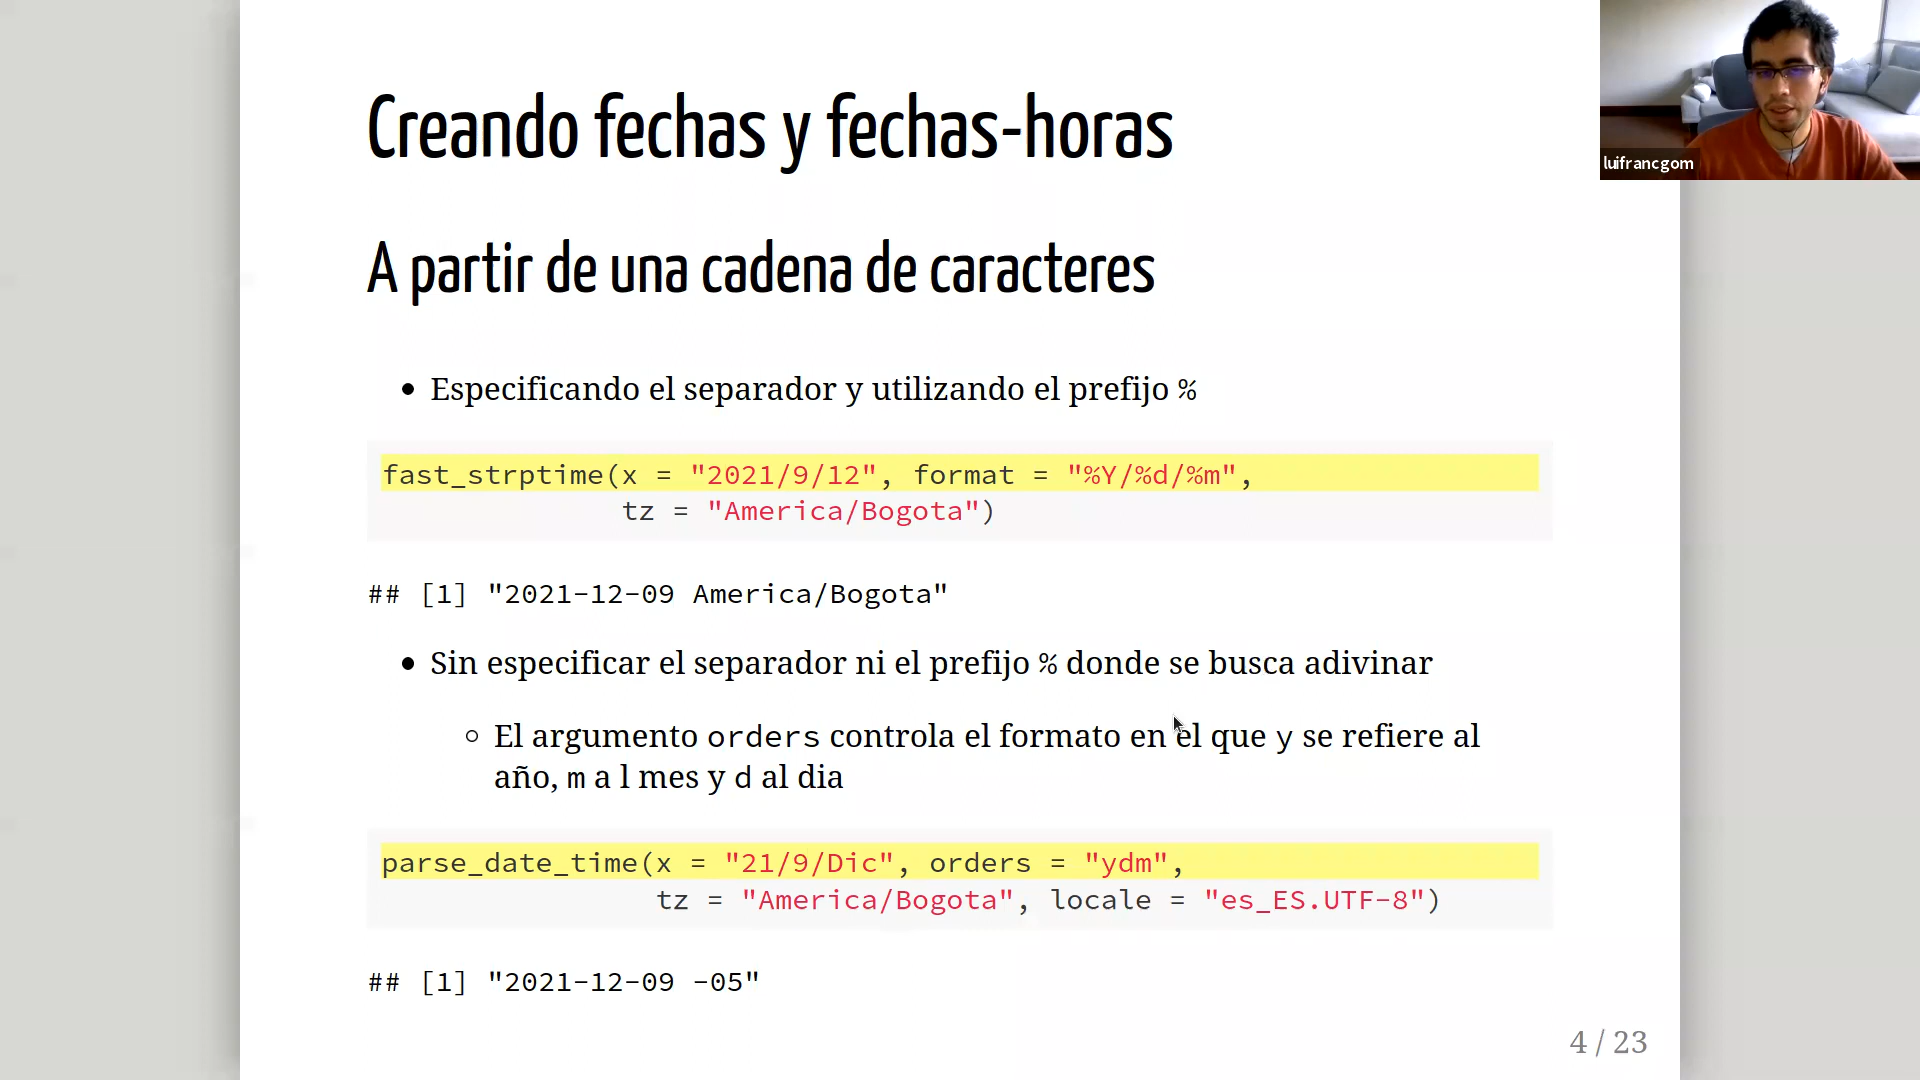 Creando fechas y fechas-horas
luifrancgom
A partir de una cadena de caracteres
• Especificando el separador y utilizando el prefijo %
fast_strptime(x = "2021/9/12", format = "%Y/%d/%m",
tz = "America/Bogota")
## [1] "2021-12-09 America/Bogota"
• Sin especificar el separador ni el prefijo % donde se busca adivinar
○ El argumento orders controla el formato en el que y se refiere al
año, m a l mes y d al dia
parse_date_time(x = "21/9/Dic", orders = "ydm",
tz = "America/Bogota", locale = "es_ES.UTF-8")
## [1] "2021-12-09 -05"
4 / 23